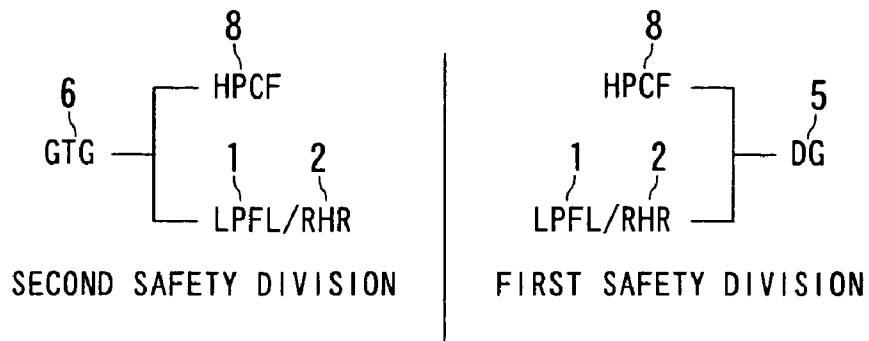 8 8
HPCF HPCF
6 5
GTG DG
1 2 1 2
LPFL/RHR LPFL/RHR
SECOND SAFETY DIVISION FIRST SAFETY DIVISION